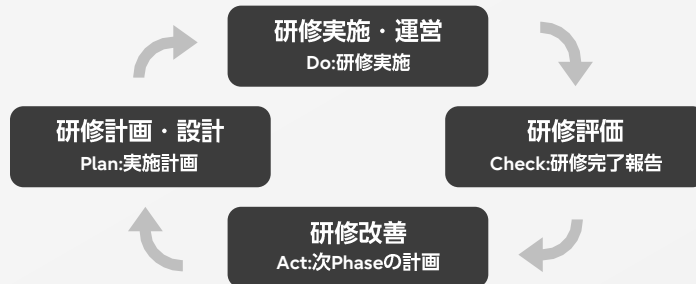 研修実施・運営
Do:研修実施
研修計画・設計
Plan:実施計画
研修評価
Check:研修完了報告
研修改善
Act:次Phaseの計画